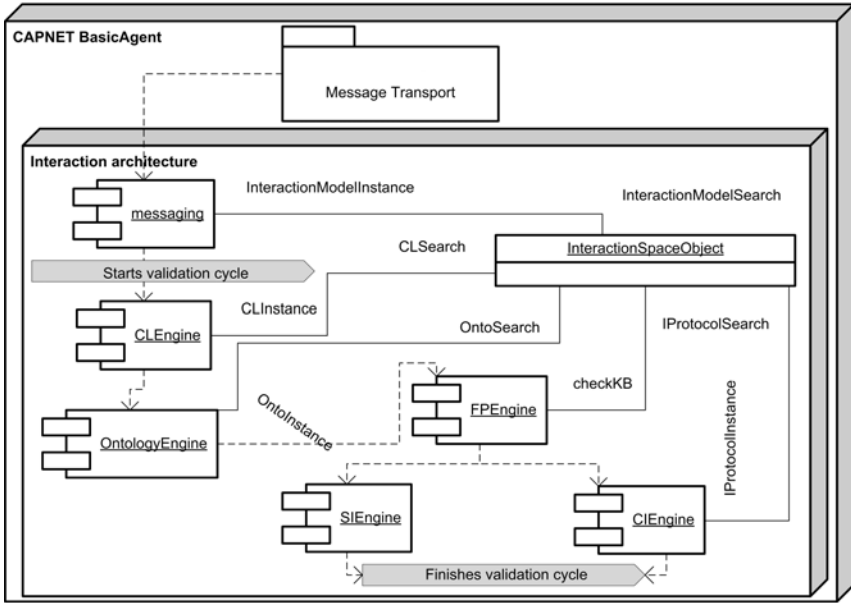 CAPNET BasicAgent
Message Transport
Interaction architecture
messaging
InteractionModelInstance
InteractionModelSearch
InteractionSpaceObject
CLSearch
Starts validation cycle
CLInstance
CLEngine
OntoSearch
IProtocolSearch
OntologyEngine
OntoInstance
FPEngine
checkKB
IProtocolInstance
SIEngine
CIEngine
Finishes validation cycle